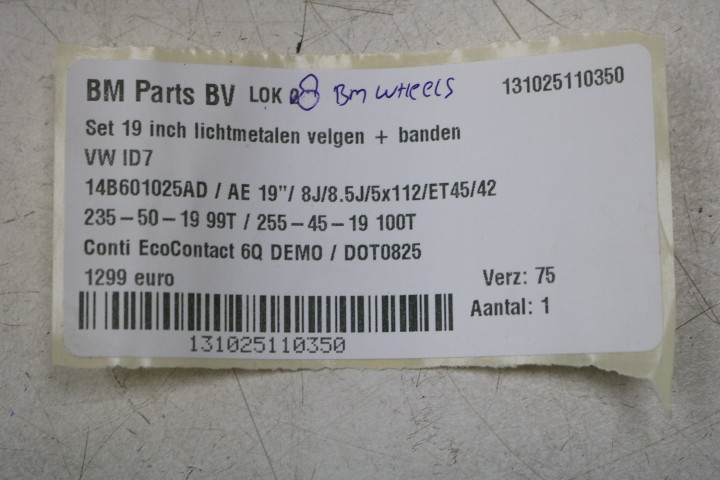 BM Parts BV LOK 8 BM WHEELS 131025110350
Set 19 inch lichtmetalen velgen + banden
VW ID7
14B601025AD / AE 19"/ 8J/8.5J/5x112/ET45/42
235-50-19 99T / 255-45-19 100T
Conti EcoContact 6Q DEMO / DOT0825
1299 euro Verz: 75
Aantal: 1
131025110350